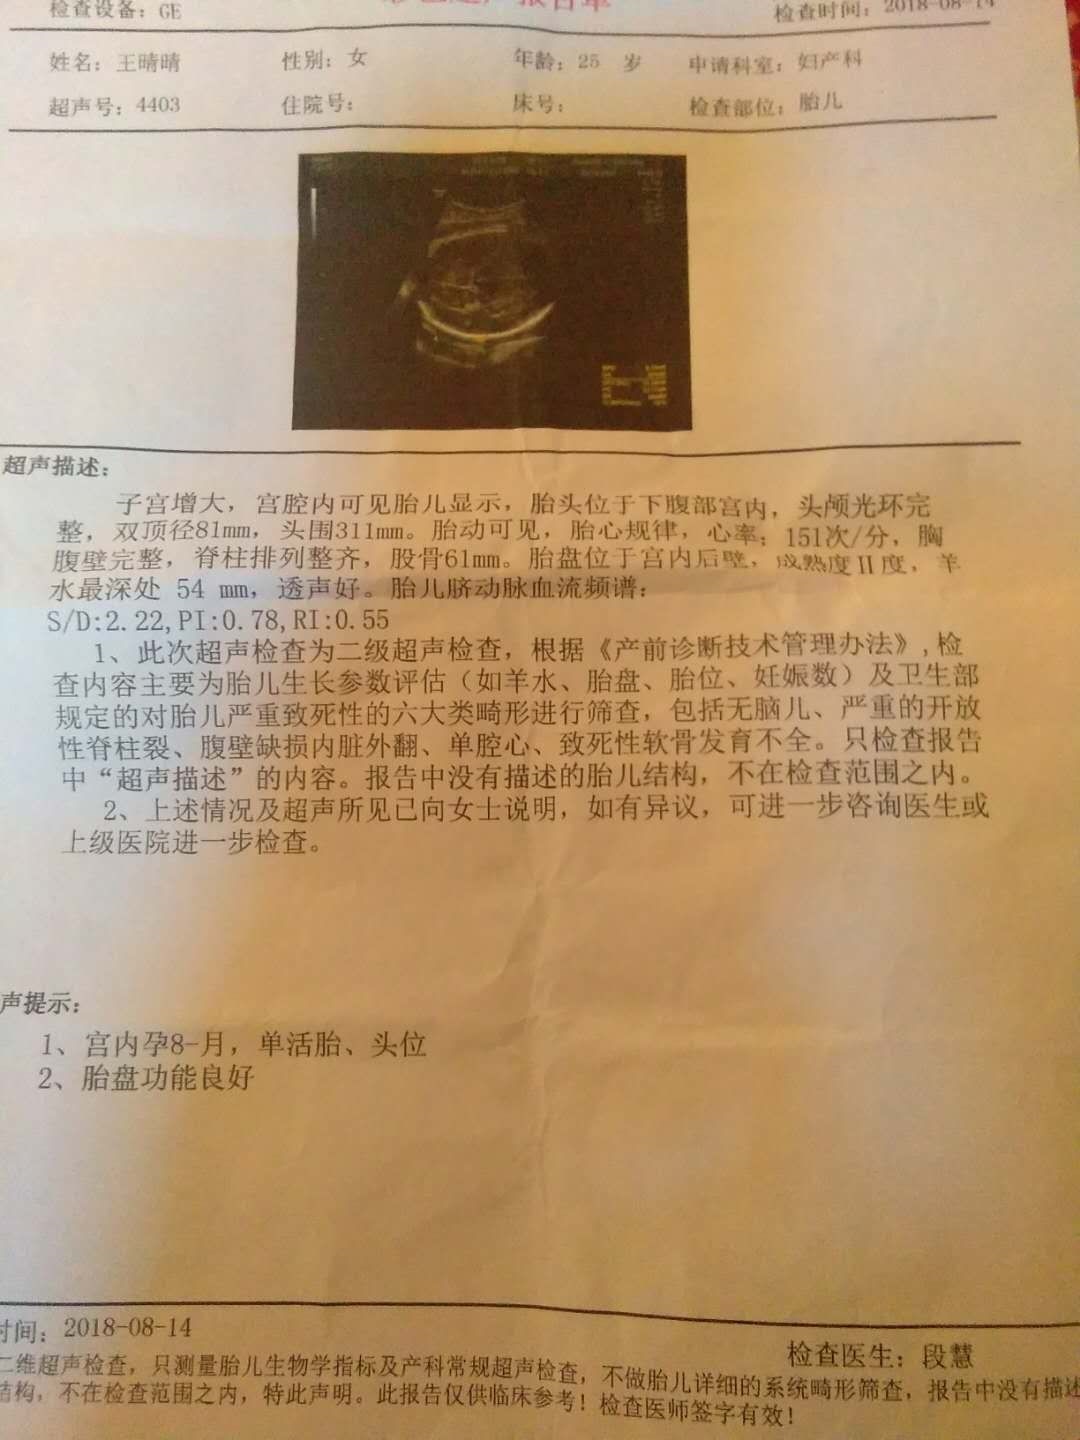 检查设备：GE
检查时间：2018-08-14
姓名：王晴晴 性别：女 年龄：25 岁 申请科室：妇产科
超声号：4403 住院号： 床号： 检查部位：胎儿
超声描述：
子宫增大，宫腔内可见胎儿显示，胎头位于下腹部宫内，头颅光环完
整，双顶径81mm，头围311mm。胎动可见，胎心规律，心率：151次/分，胸
腹壁完整，脊柱排列整齐，股骨61mm。胎盘位于宫内后壁，成熟度Ⅱ度，羊
水最深处 54 mm，透声好。胎儿脐动脉血流频谱：
S/D:2.22,PI:0.78,RI:0.55
1、此次超声检查为二级超声检查，根据《产前诊断技术管理办法》,检
查内容主要为胎儿生长参数评估（如羊水、胎盘、胎位、妊娠数）及卫生部
规定的对胎儿严重致死性的六大类畸形进行筛查，包括无脑儿、严重的开放
性脊柱裂、腹壁缺损内脏外翻、单腔心、致死性软骨发育不全。只检查报告
中“超声描述”的内容。报告中没有描述的胎儿结构，不在检查范围之内。
2、上述情况及超声所见已向女士说明，如有异议，可进一步咨询医生或
上级医院进一步检查。
声提示：
1、宫内孕8-月，单活胎、头位
2、胎盘功能良好
时间：2018-08-14
检查医生：段慧
二维超声检查，只测量胎儿生物学指标及产科常规超声检查，不做胎儿详细的系统畸形筛查，报告中没有描述
结构，不在检查范围之内，特此声明。此报告仅供临床参考！检查医师签字有效！